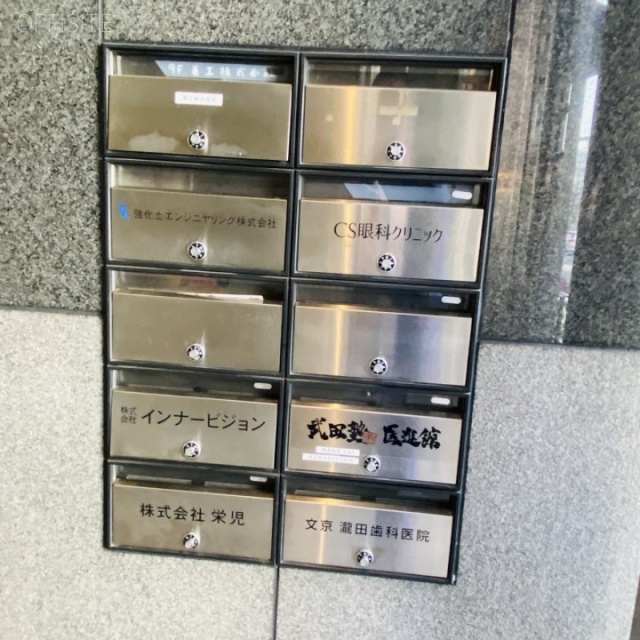 OFFISITE
強化土エンジニヤリング株式会社
CS眼科クリニック
株式
会社 インナービジョン
武田塾 医進館
株式会社 栄児
文京 瀧田歯科医院